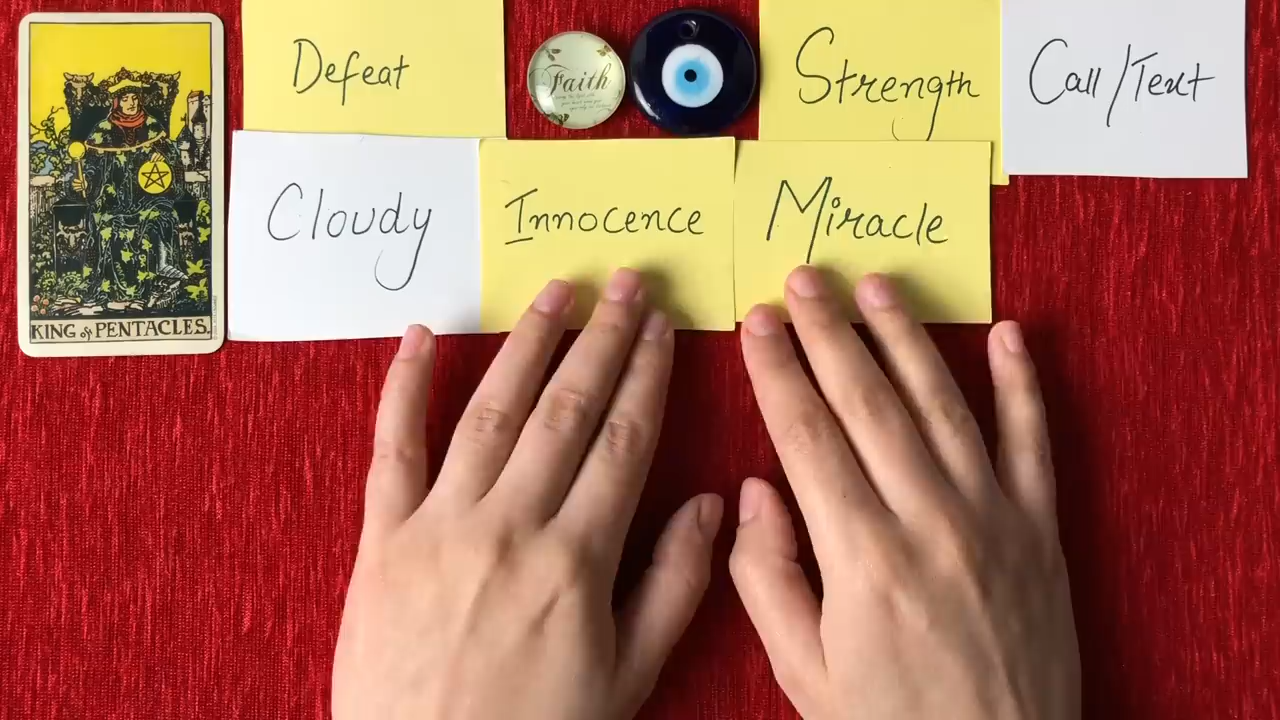 Defeat
Faith
Strength
Call/Text
Cloudy
Innocence
Miracle
KING of PENTACLES.